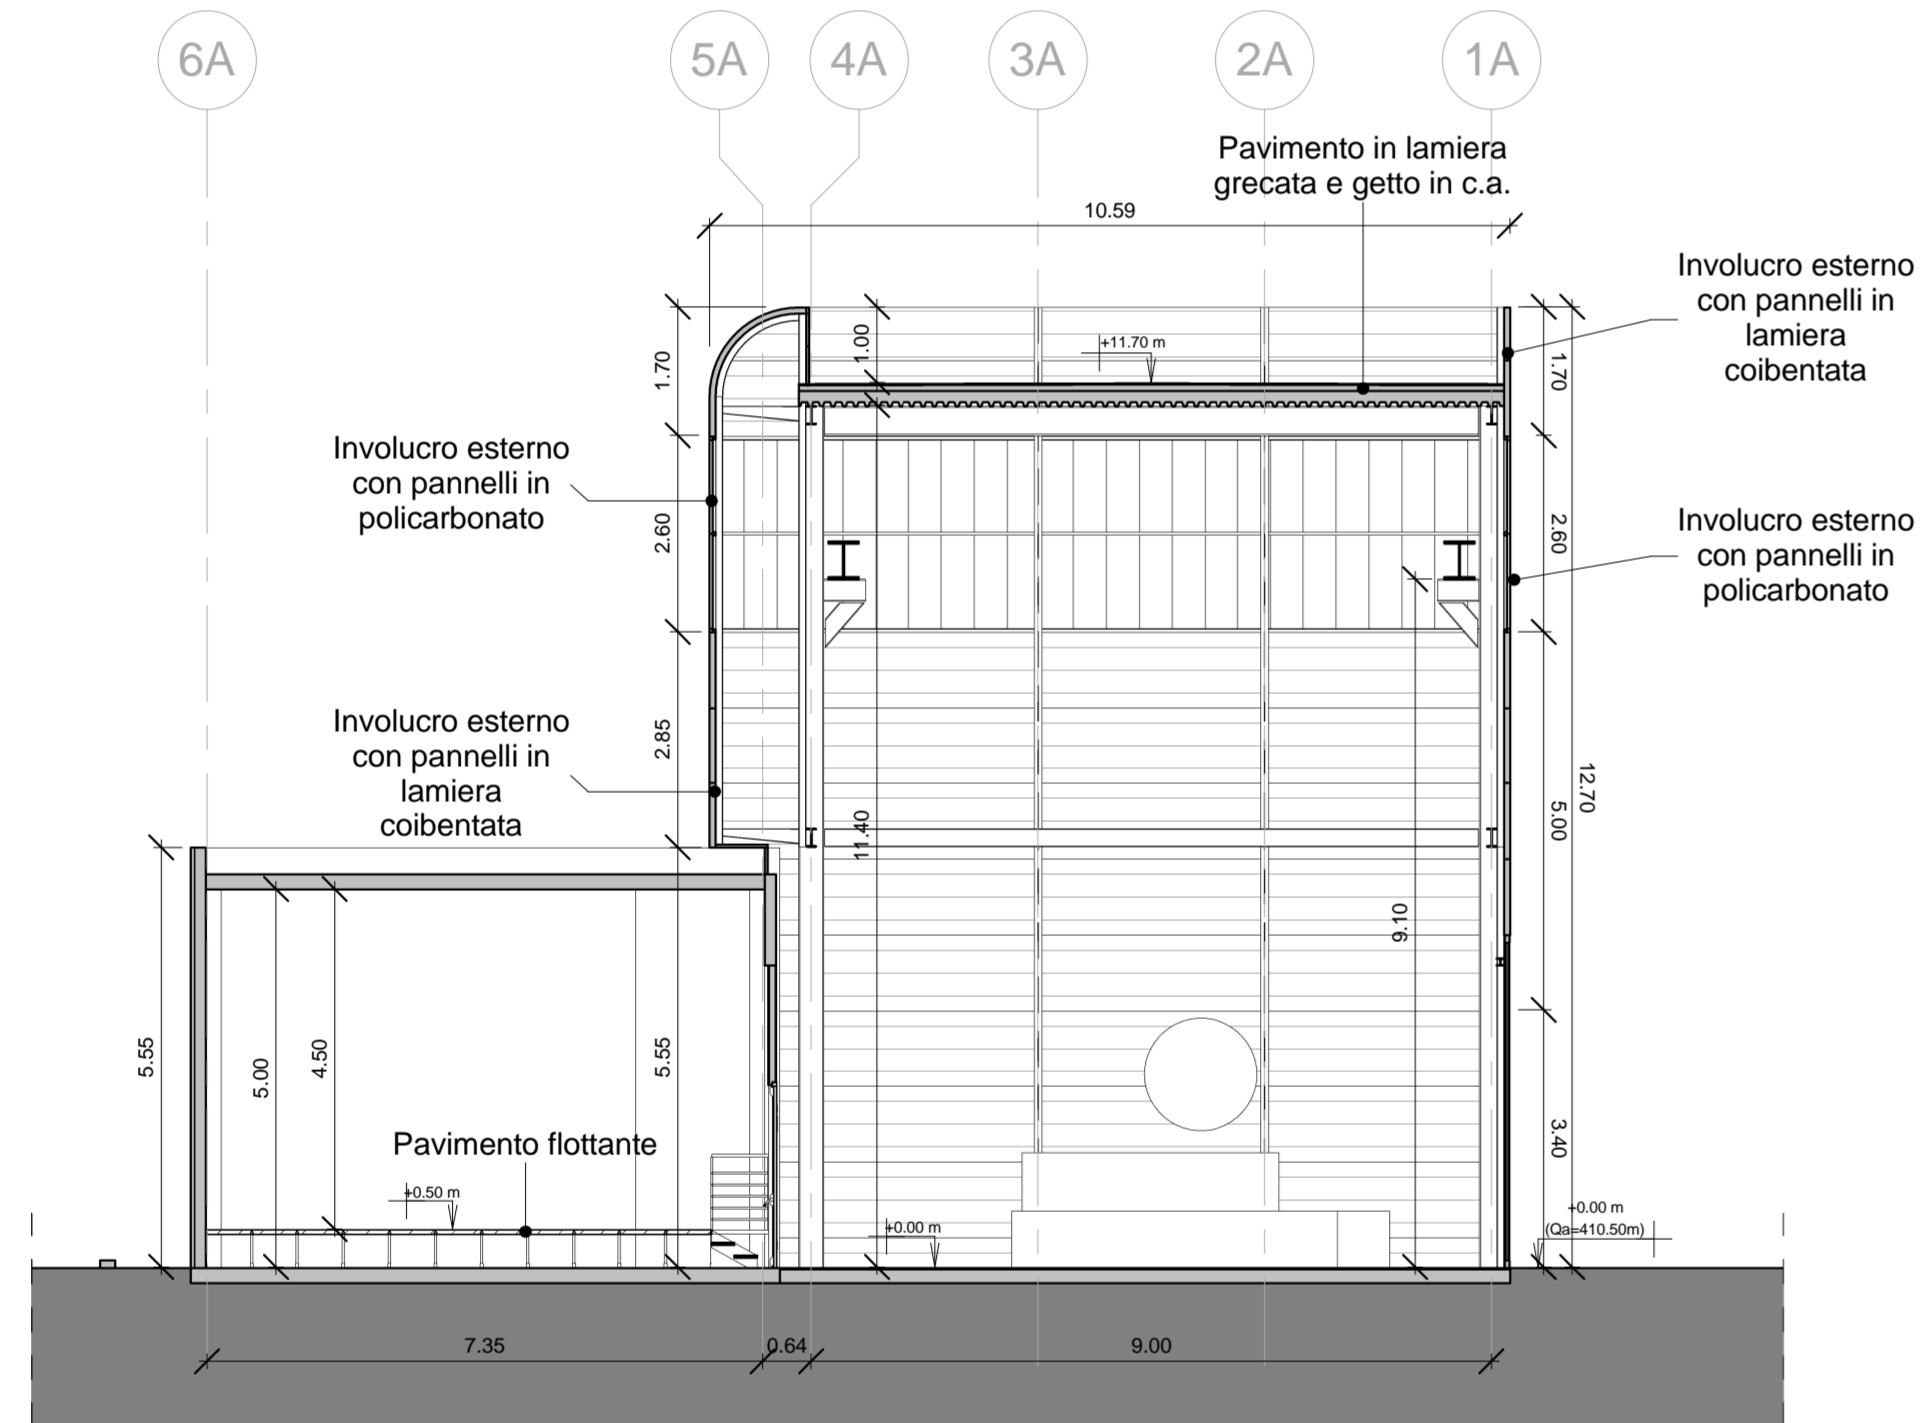 6A
5A
4A
3A
2A
1A
Pavimento in lamiera
grecata e getto in c.a.
10.59
Involucro esterno
con pannelli in
lamiera
coibentata
1.70
1.00
+11.70 m
1.70
Involucro esterno
con pannelli in
policarbonato
2.60
2.60
Involucro esterno
con pannelli in
policarbonato
Involucro esterno
con pannelli in
lamiera
coibentata
2.85
11.40
12.70
5.00
9.10
5.55
5.00
4.50
5.55
3.40
Pavimento flottante
+0.50 m
+0.00 m
+0.00 m
(Qa=410.50m)
7.35
0.64
9.00